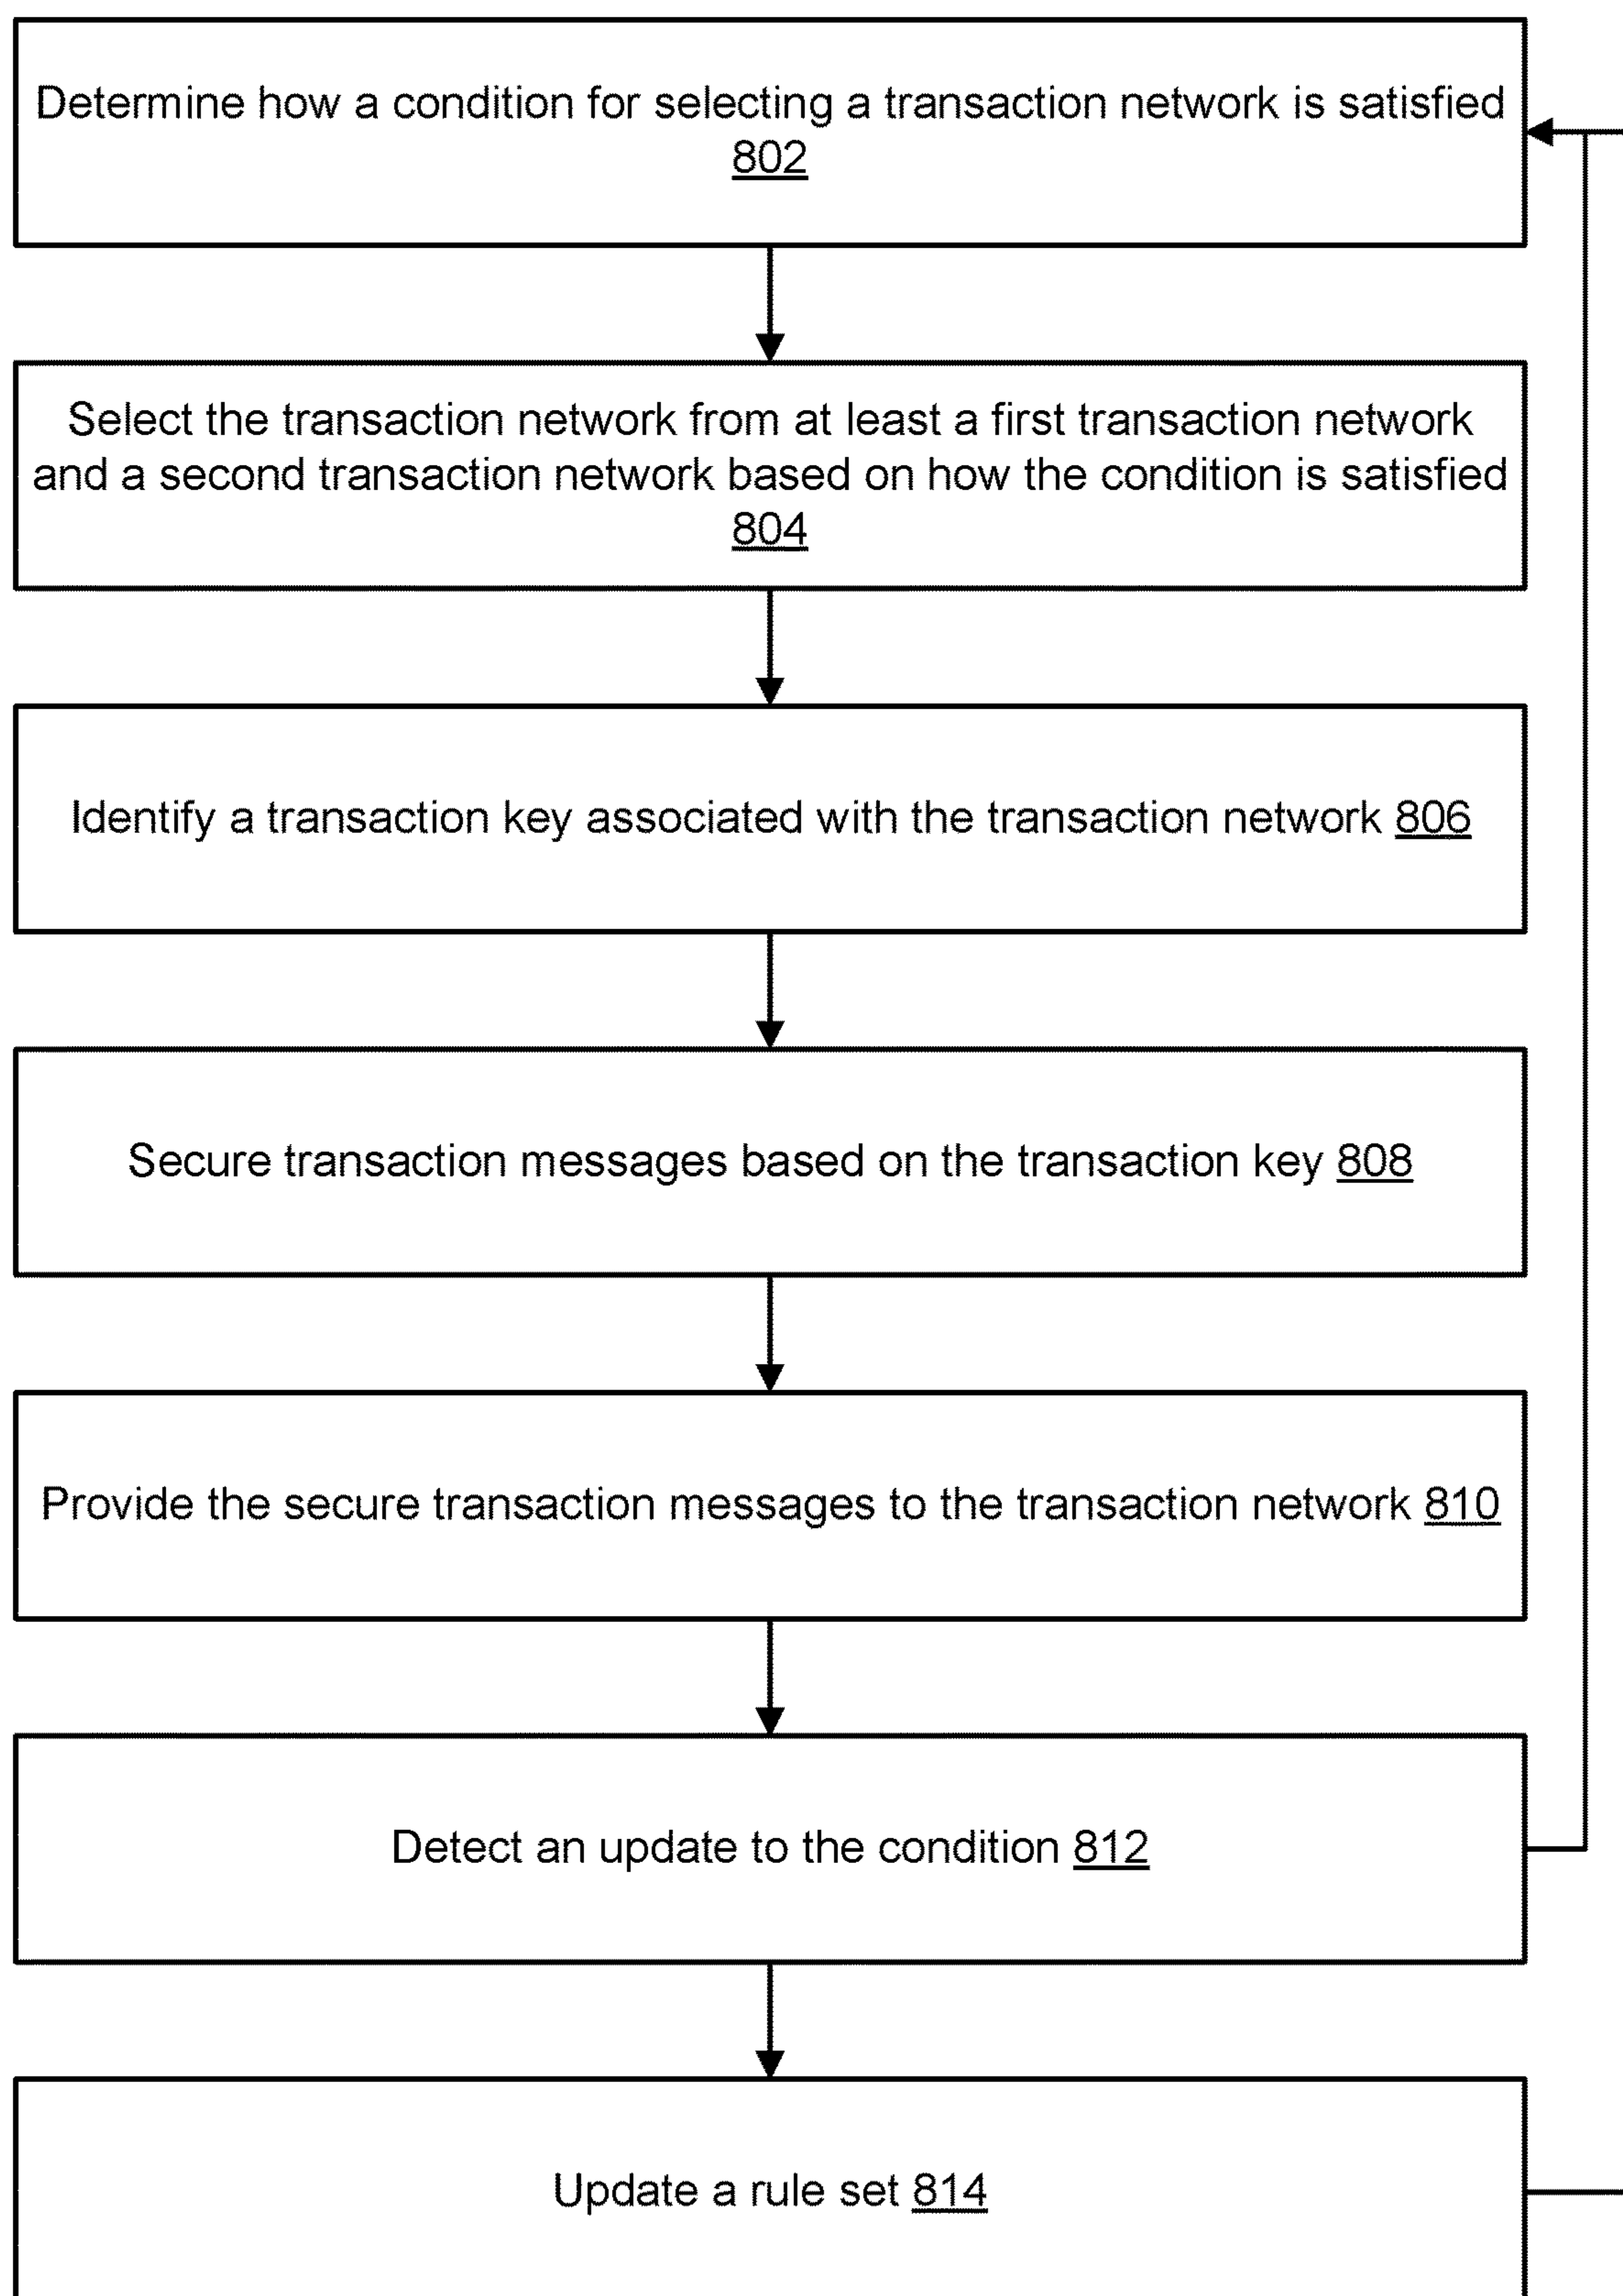 Determine how a condition for selecting a transaction network is satisfied
802
Select the transaction network from at least a first transaction network
and a second transaction network based on how the condition is satisfied
804
Identify a transaction key associated with the transaction network 806
Secure transaction messages based on the transaction key 808
Provide the secure transaction messages to the transaction network 810
Detect an update to the condition 812
Update a rule set 814